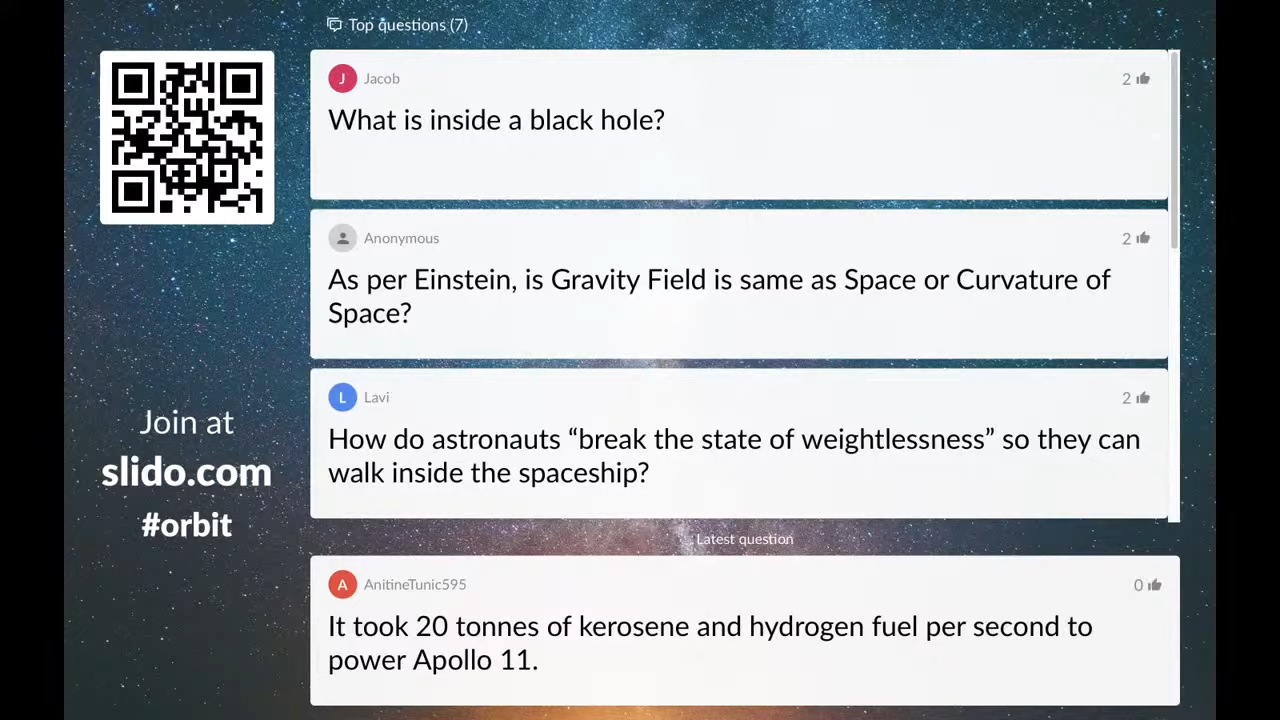 Top questions (7)
J Jacob 2
What is inside a black hole?
Anonymous 2
As per Einstein, is Gravity Field is same as Space or Curvature of
Space?
L Lavi 2
How do astronauts “break the state of weightlessness” so they can
walk inside the spaceship?
Join at
slido.com
#orbit
Latest question
A AnitineTunic595 0
It took 20 tonnes of kerosene and hydrogen fuel per second to
power Apollo 11.